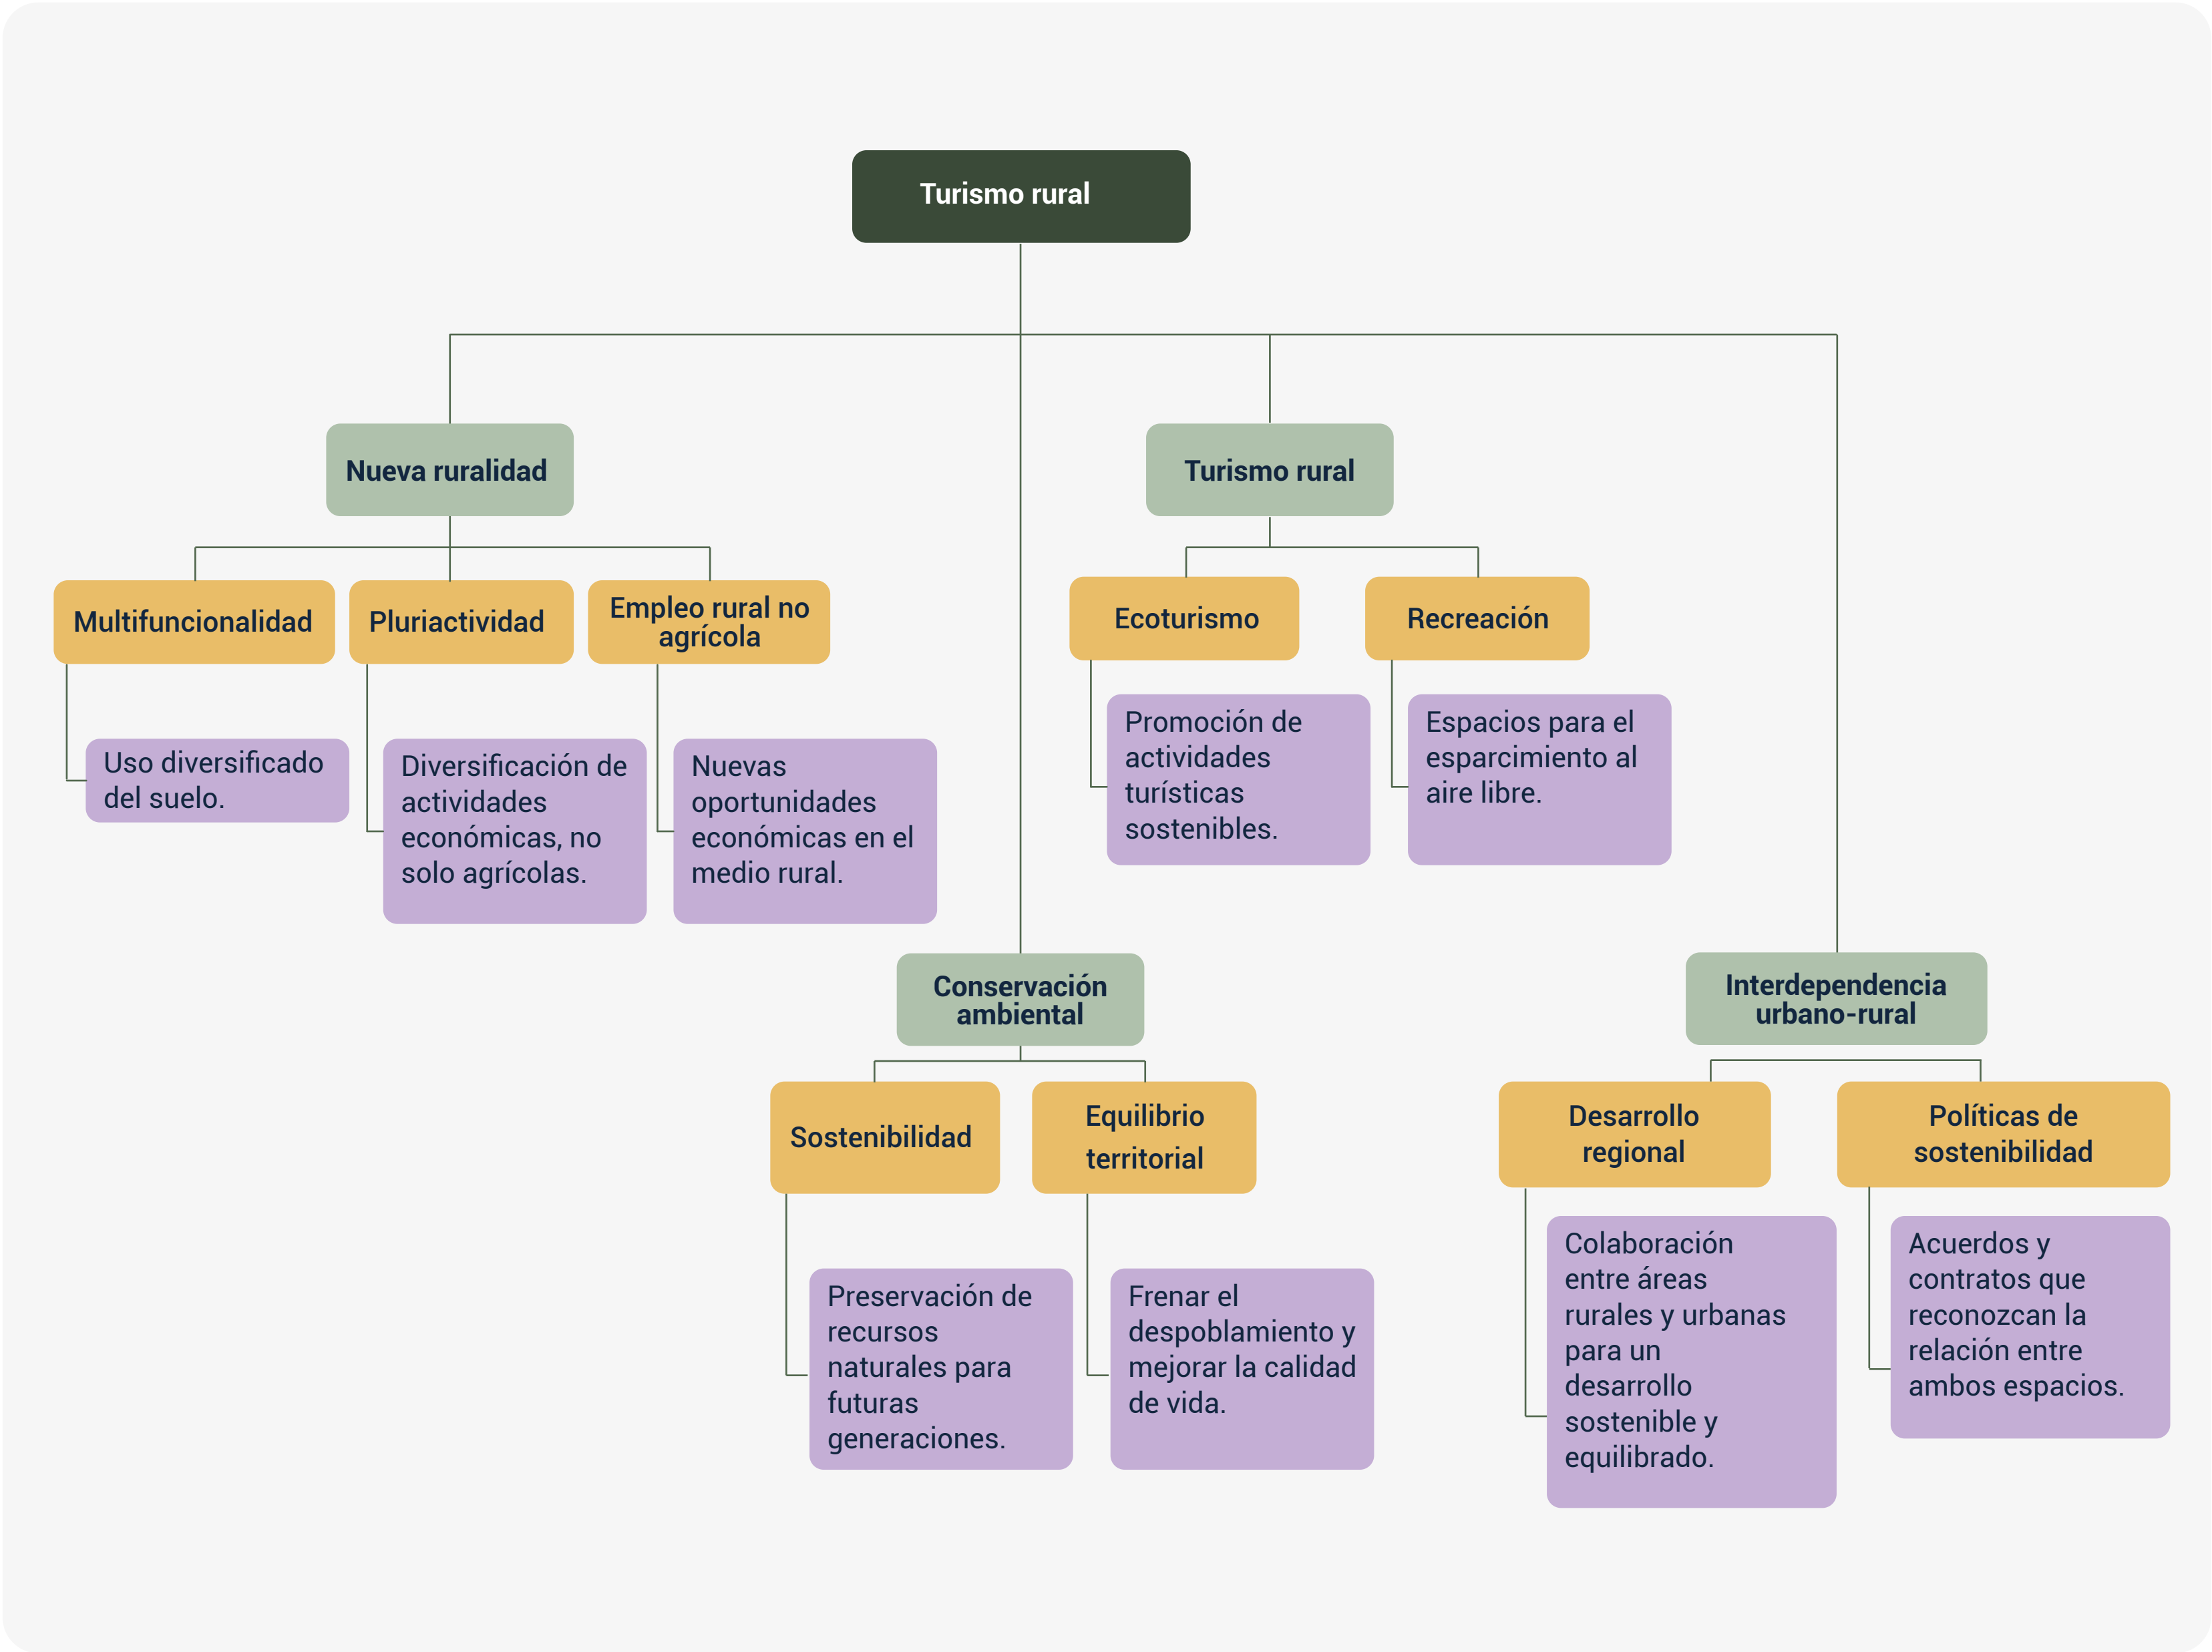 Turismo rural
Nueva ruralidad
Turismo rural
Multifuncionalidad
Pluriactividad
Empleo rural no
agrícola
Ecoturismo
Recreación
Uso diversificado
del suelo.
Diversificación de
actividades
económicas, no
solo agrícolas.
Nuevas
oportunidades
económicas en el
medio rural.
Promoción de
actividades
turísticas
sostenibles.
Espacios para el
esparcimiento al
aire libre.
Conservación
ambiental
Interdependencia
urbano-rural
Sostenibilidad
Equilibrio
territorial
Desarrollo
regional
Políticas de
sostenibilidad
Preservación de
recursos
naturales para
futuras
generaciones.
Frenar el
despoblamiento y
mejorar la calidad
de vida.
Colaboración
entre áreas
rurales y urbanas
para un
desarrollo
sostenible y
equilibrado.
Acuerdos y
contratos que
reconozcan la
relación entre
ambos espacios.